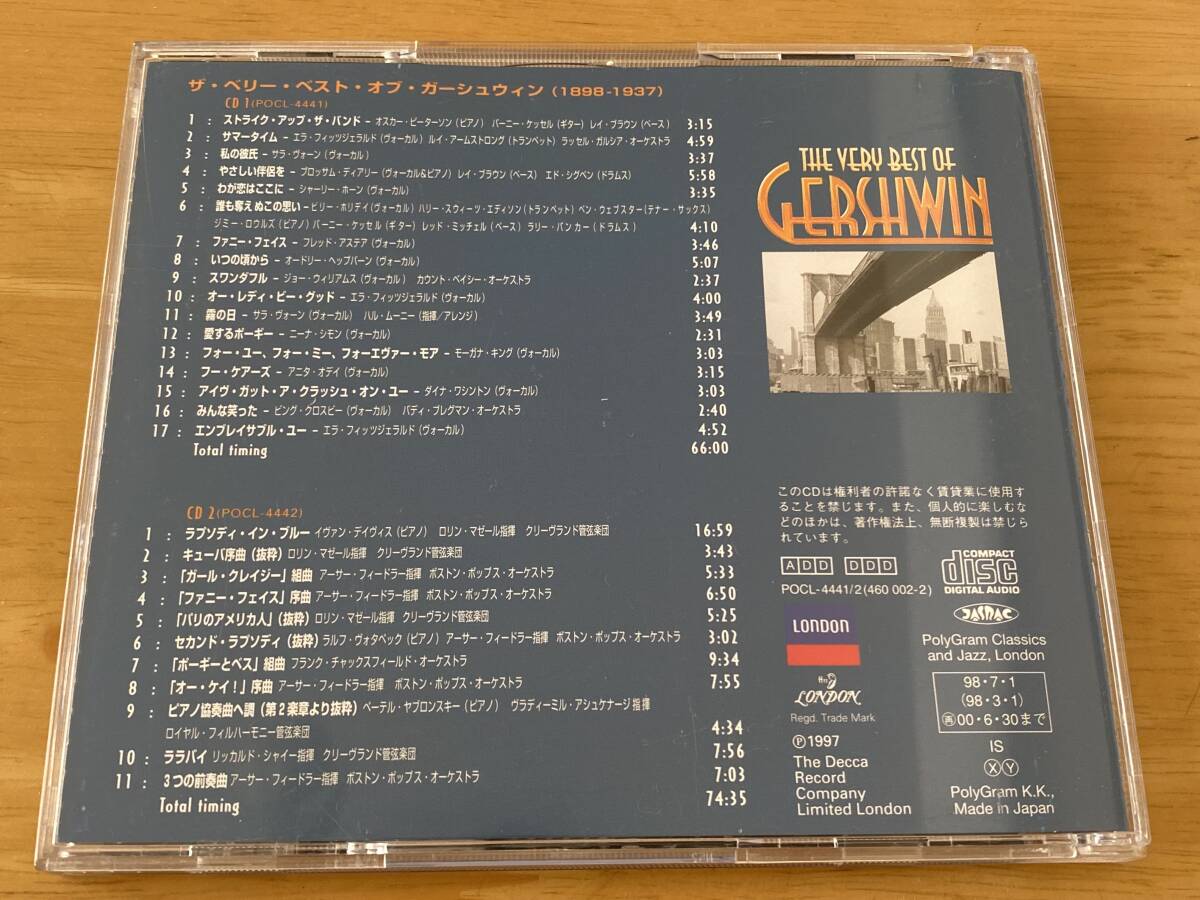 ザ・ベリー・ベスト・オブ・ガーシュウィン (1898-1937)
CD 1(POCL-4441)
1 : ストライク・アップ・ザ・バンド – オスカー・ピーターソン(ピアノ) バーニー・ケッセル(ギター) レイ・ブラウン(ベース) 3:15
2 : サマータイム – エラ・フィッツジェラルド(ヴォーカル) ルイ・アームストロング(トランペット) ラッセル・ガルシア・オーケストラ 4:59
3 : 私の彼氏 – サラ・ヴォーン(ヴォーカル) 3:37
4 : やさしい伴侶を – ブロッサム・ディアリー(ヴォーカル&ピアノ) レイ・ブラウン(ベース) エド・シグペン(ドラムス) 5:58
5 : わが恋はここに – シャーリー・ホーン(ヴォーカル) 3:35
6 : 誰も奪えぬこの思い – ビリー・ホリデイ(ヴォーカル) ハリー・スウィーツ・エディソン(トランペット) ベン・ウェブスター(テナー・サックス)
ジミー・ロウルズ(ピアノ) バーニー・ケッセル(ギター) レッド・ミッチェル(ベース) ラリー・バンカー(ドラムス) 4:10
7 : ファニー・フェイス – フレッド・アステア(ヴォーカル) 3:46
8 : いつの頃から – オードリー・ヘップバーン(ヴォーカル) 5:07
9 : スワンダフル – ジョー・ウィリアムス(ヴォーカル) カウント・ベイシー・オーケストラ 2:37
10 : オー・レディ・ビー・グッド – エラ・フィッツジェラルド(ヴォーカル) 4:00
11 : 霧の日 – サラ・ヴォーン(ヴォーカル) ハル・ムーニー(指揮/アレンジ) 3:49
12 : 愛するポーギー – ニーナ・シモン(ヴォーカル) 2:31
13 : フォー・ユー、フォー・ミー、フォーエヴァー・モア – モーガナ・キング(ヴォーカル) 3:03
14 : フー・ケアーズ – アニタ・オデイ(ヴォーカル) 3:15
15 : アイヴ・ガット・ア・クラッシュ・オン・ユー – ダイナ・ワシントン(ヴォーカル) 3:03
16 : みんな笑った – ビング・クロスビー(ヴォーカル) バディ・ブレグマン・オーケストラ 2:40
17 : エンブレイサブル・ユー – エラ・フィッツジェラルド(ヴォーカル) 4:52
Total timing 66:00
CD 2(POCL-4442)
1 : ラプソディ・イン・ブルー イヴァン・デイヴィス(ピアノ) ロリン・マゼール指揮 クリーヴランド管弦楽団 16:59
2 : キューバ序曲(抜粋) ロリン・マゼール指揮 クリーヴランド管弦楽団 3:43
3 : 「ガール・クレイジー」組曲 アーサー・フィードラー指揮 ボストン・ポップス・オーケストラ 5:33
4 : 「ファニー・フェイス」序曲 アーサー・フィードラー指揮 ボストン・ポップス・オーケストラ 6:50
5 : 「パリのアメリカ人」(抜粋) ロリン・マゼール指揮 クリーヴランド管弦楽団 5:25
6 : セカンド・ラプソディ(抜粋) ラルフ・ヴォタペック(ピアノ) アーサー・フィードラー指揮 ボストン・ポップス・オーケストラ 3:02
7 : 「ポーギーとベス」組曲 フランク・チャックスフィールド・オーケストラ 9:34
8 : 「オー・ケイ!」序曲 アーサー・フィードラー指揮 ボストン・ポップス・オーケストラ 7:55
9 : ピアノ協奏曲ヘ調(第2楽章より抜粋) ペーテル・ヤブロンスキー(ピアノ) ヴラディーミル・アシュケナージ指揮
ロイヤル・フィルハーモニー管弦楽団 4:34
10 : ララバイ リッカルド・シャイー指揮 クリーヴランド管弦楽団 7:56
11 : 3つの前奏曲 アーサー・フィードラー指揮 ボストン・ポップス・オーケストラ 7:03
Total timing 74:35
THE VERY BEST OF
GERSHWIN
このCDは権利者の許諾なく賃貸業に使用す
ることを禁じます。また、個人的に楽しむな
どのほかは、著作権法上、無断複製は禁じら
れています。
ADD DDD
POCL-4441/2(460 002-2)
COMPACT
disc
DIGITAL AUDIO
LONDON
JASRAC
PolyGram Classics
and Jazz, London
LONDON
Regd. Trade Mark
98・7・1
(98・3・1)
再00・6・30まで
Ⓟ1997
The Decca
Record
Company
Limited London
IS
ⓍⓎ
PolyGram K.K.,
Made in Japan